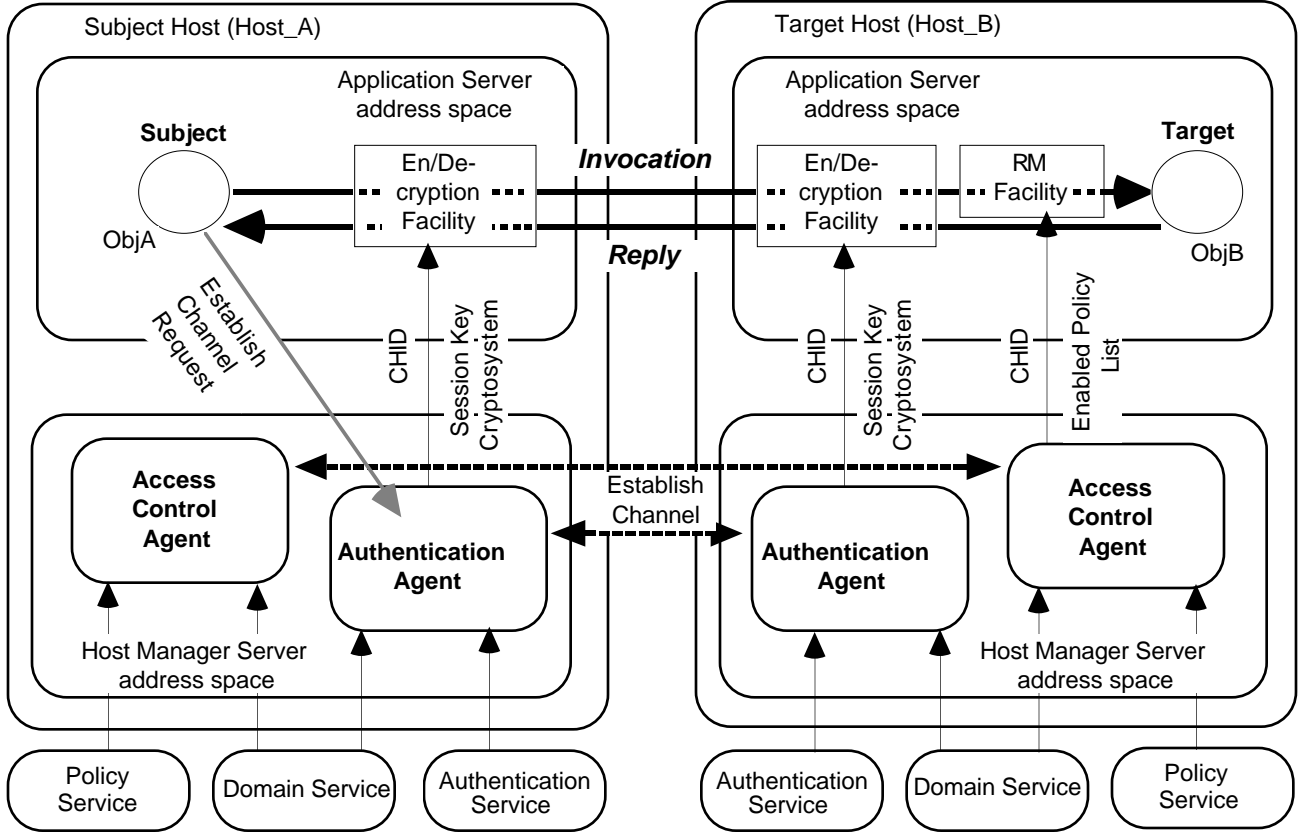 Subject Host (Host_A)
Target Host (Host_B)
Application Server
address space
Application Server
address space
Subject
Target
En/De-
cryption
Facility
Invocation
En/De-
cryption
Facility
RM
Facility
ObjA
Reply
ObjB
Establish
Channel
Request
CHID
Session Key
Cryptosystem
CHID
Session Key
Cryptosystem
CHID
Enabled Policy
List
Access
Control
Agent
Authentication
Agent
Establish
Channel
Authentication
Agent
Access
Control
Agent
Host Manager Server
address space
Host Manager Server
address space
Policy
Service
Domain Service
Authentication
Service
Authentication
Service
Domain Service
Policy
Service